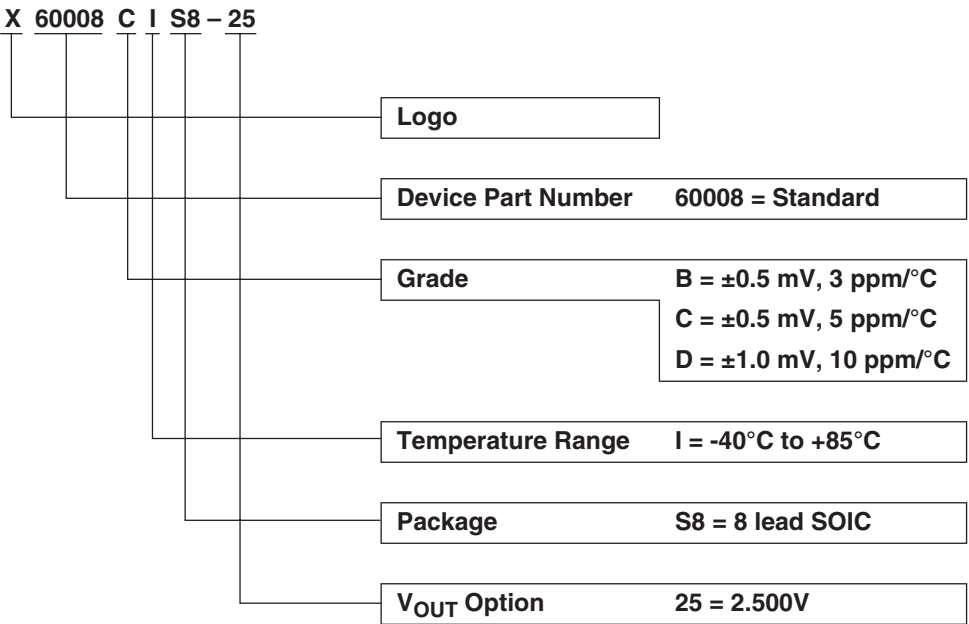 X 60008 C I S8 – 25
Logo
Device Part Number 60008 = Standard
Grade B = ±0.5 mV, 3 ppm/°C
C = ±0.5 mV, 5 ppm/°C
D = ±1.0 mV, 10 ppm/°C
Temperature Range I = -40°C to +85°C
Package S8 = 8 lead SOIC
VOUT Option 25 = 2.500V